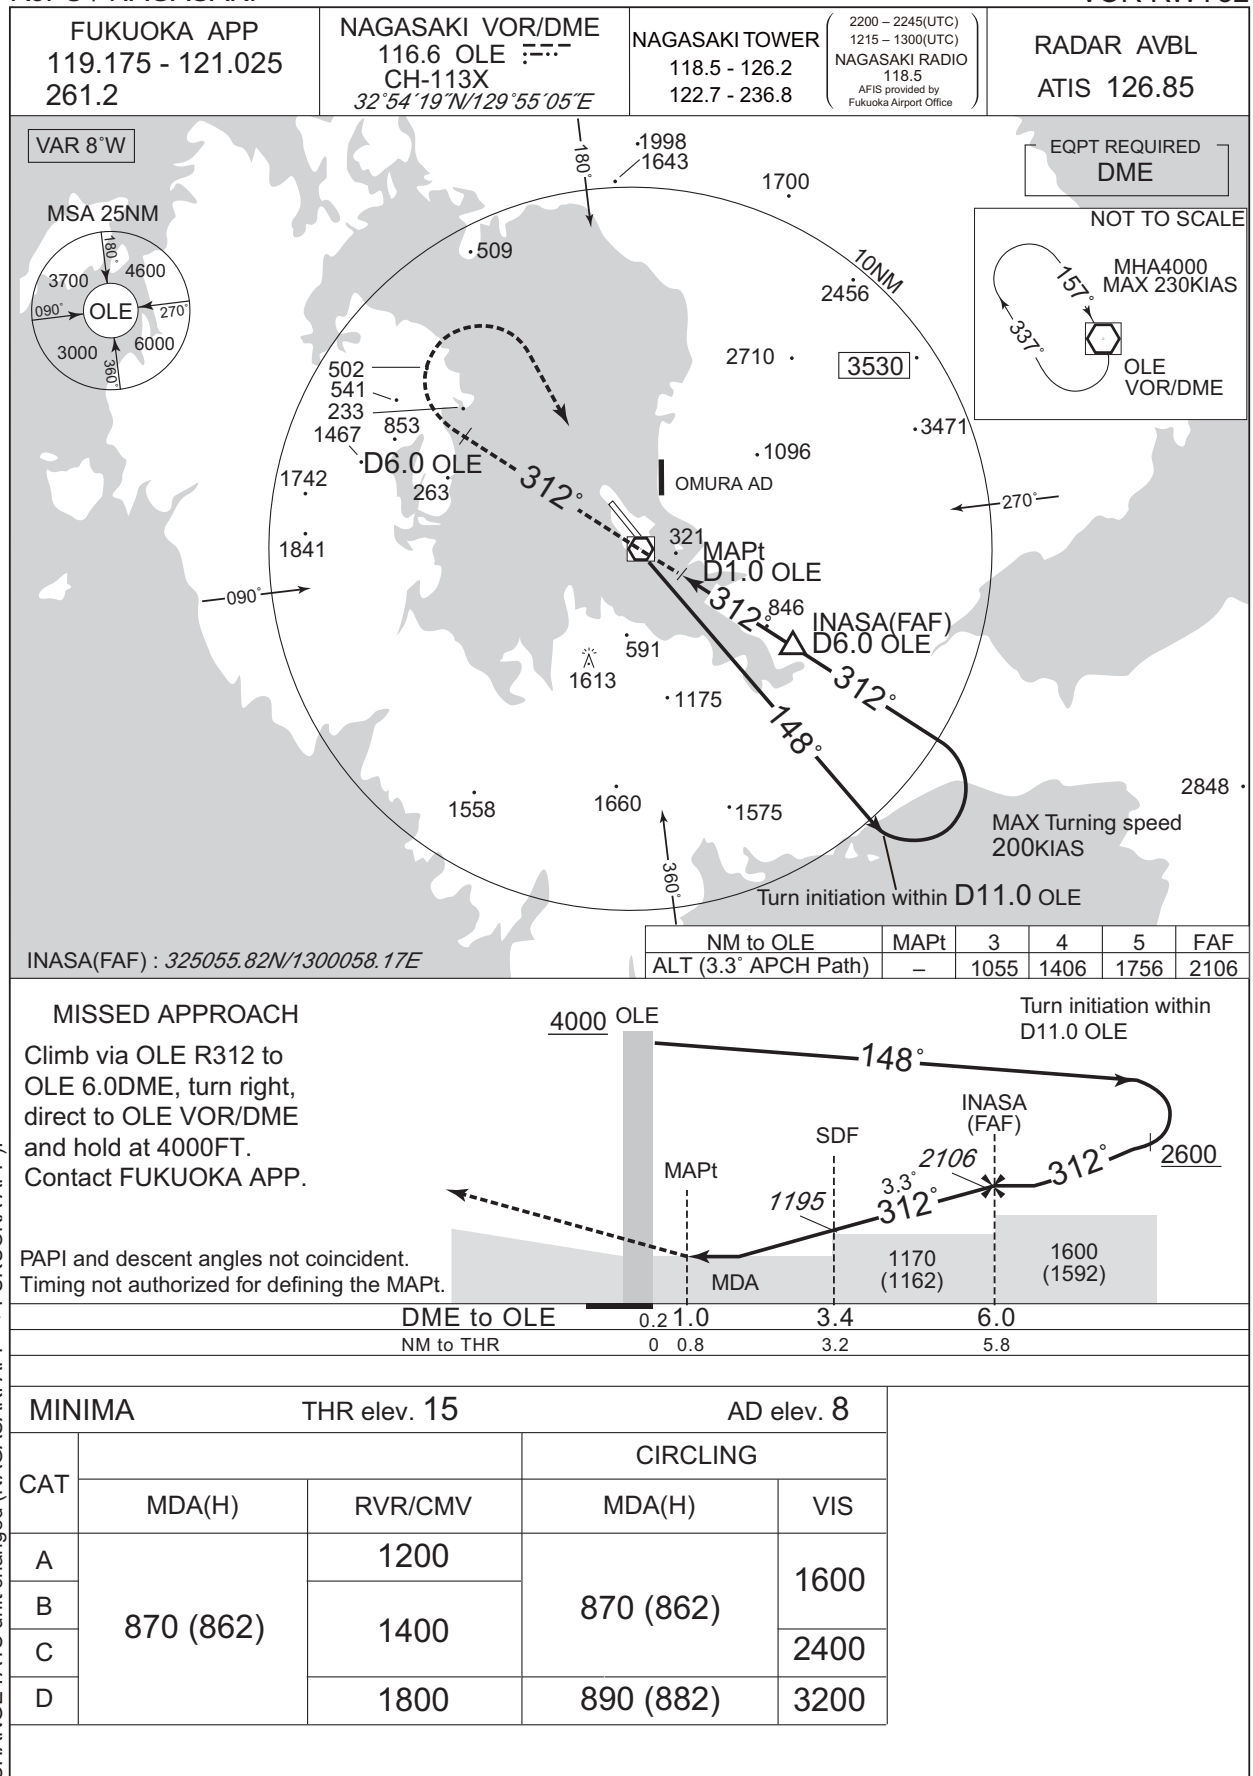 FUKUOKA APP
119.175 - 121.025
261.2
NAGASAKI VOR/DME
116.6 OLE
CH-113X
32°54´19˝N/129°55´05˝E
NAGASAKI TOWER
118.5 - 126.2
122.7 - 236.8
2200 – 2245(UTC)
1215 – 1300(UTC)
NAGASAKI RADIO
118.5
AFIS provided by
Fukuoka Airport Office
RADAR AVBL
ATIS 126.85
VAR 8°W
EQPT REQUIRED
DME
MSA 25NM
180°
3700
4600
090°
OLE
270°
3000
6000
360°
NOT TO SCALE
157°
MHA4000
MAX 230KIAS
337°
OLE
VOR/DME
180°
1998
1643
1700
509
10NM
2456
2710
3530
502
541
233
853
1467
D6.0 OLE
3471
1096
1742
263
312°
OMURA AD
270°
1841
321
MAPt
D1.0 OLE
090°
312°
846
INASA(FAF)
D6.0 OLE
591
1613
1175
312°
148°
1558
1660
1575
2848
MAX Turning speed
200KIAS
360°
Turn initiation within D11.0 OLE
INASA(FAF) : 325055.82N/1300058.17E
NM to OLE MAPt 3 4 5 FAF
ALT (3.3° APCH Path) – 1055 1406 1756 2106
MISSED APPROACH
Climb via OLE R312 to
OLE 6.0DME, turn right,
direct to OLE VOR/DME
and hold at 4000FT.
Contact FUKUOKA APP.
PAPI and descent angles not coincident.
Timing not authorized for defining the MAPt.
4000 OLE
148°
Turn initiation within
D11.0 OLE
INASA
(FAF)
SDF
MAPt
2106
312°
2600
1195
3.3°
312°
MDA
1170
(1162)
1600
(1592)
DME to OLE 0.2 1.0 3.4 6.0
NM to THR 0 0.8 3.2 5.8
MINIMA THR elev. 15 AD elev. 8
CAT
CIRCLING
MDA(H) RVR/CMV MDA(H) VIS
A
B
C
D
870 (862)
1200
1400
1800
870 (862)
890 (882)
1600
2400
3200